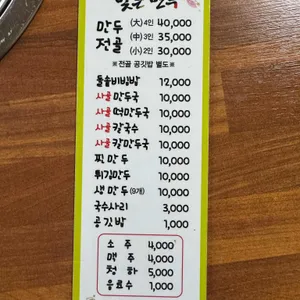 만두 (大)4인 40,000
전골 (中)3인 35,000
(小)2인 30,000
※전골 공깃밥 별도※
돌솥비빔밥 12,000
사골만두국 10,000
사골떡만두국 10,000
사골칼국수 10,000
사골칼만두국 10,000
찐만두 10,000
튀김만두 10,000
생만두(9개) 10,000
국수사리 3,000
공깃밥 1,000
소주 4,000
맥주 4,000
청하 5,000
음료수 1,000